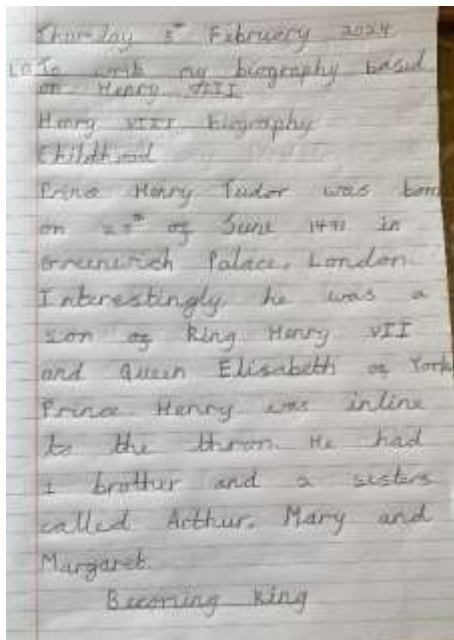 Thursday 8th February 2024
LO To write my biography based
on Henry VIII
Henry VIII biography
Childhood
Prince Henry Tudor was born
on 28th of June 1491 in
Greenwich Palace, London.
Interestingly, he was a
son of king Henry VII
and Queen Elisabeth of York
Prince Henry was inline
to the thron. He had
1 brother and 2 sisters
called Arthur, Mary and
Margaret.
Becoming king